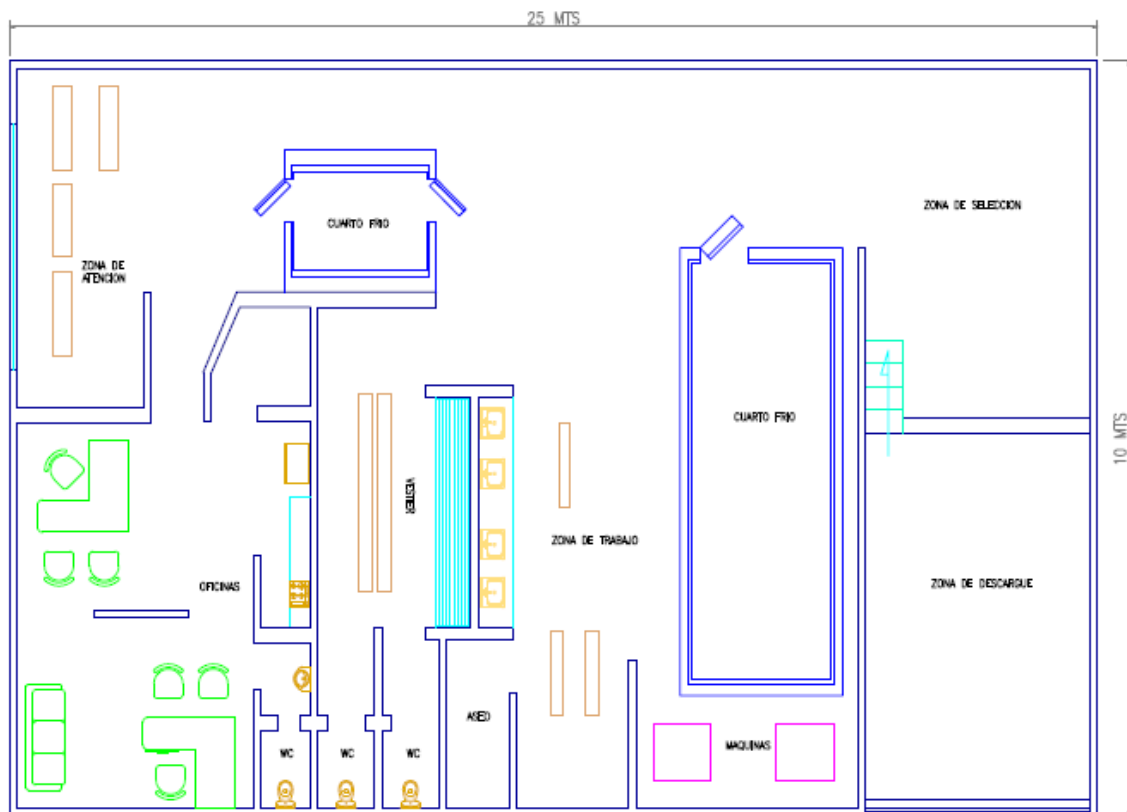 25 MTS
10 MTS
ZONA DE SELECCION
CUARTO FRIO
ZONA DE
ATENCION
CUARTO FRIO
VESTIER
ZONA DE TRABAJO
OFICINAS
ZONA DE DESCARGUE
ASEO
MAQUINAS
WC
WC
WC